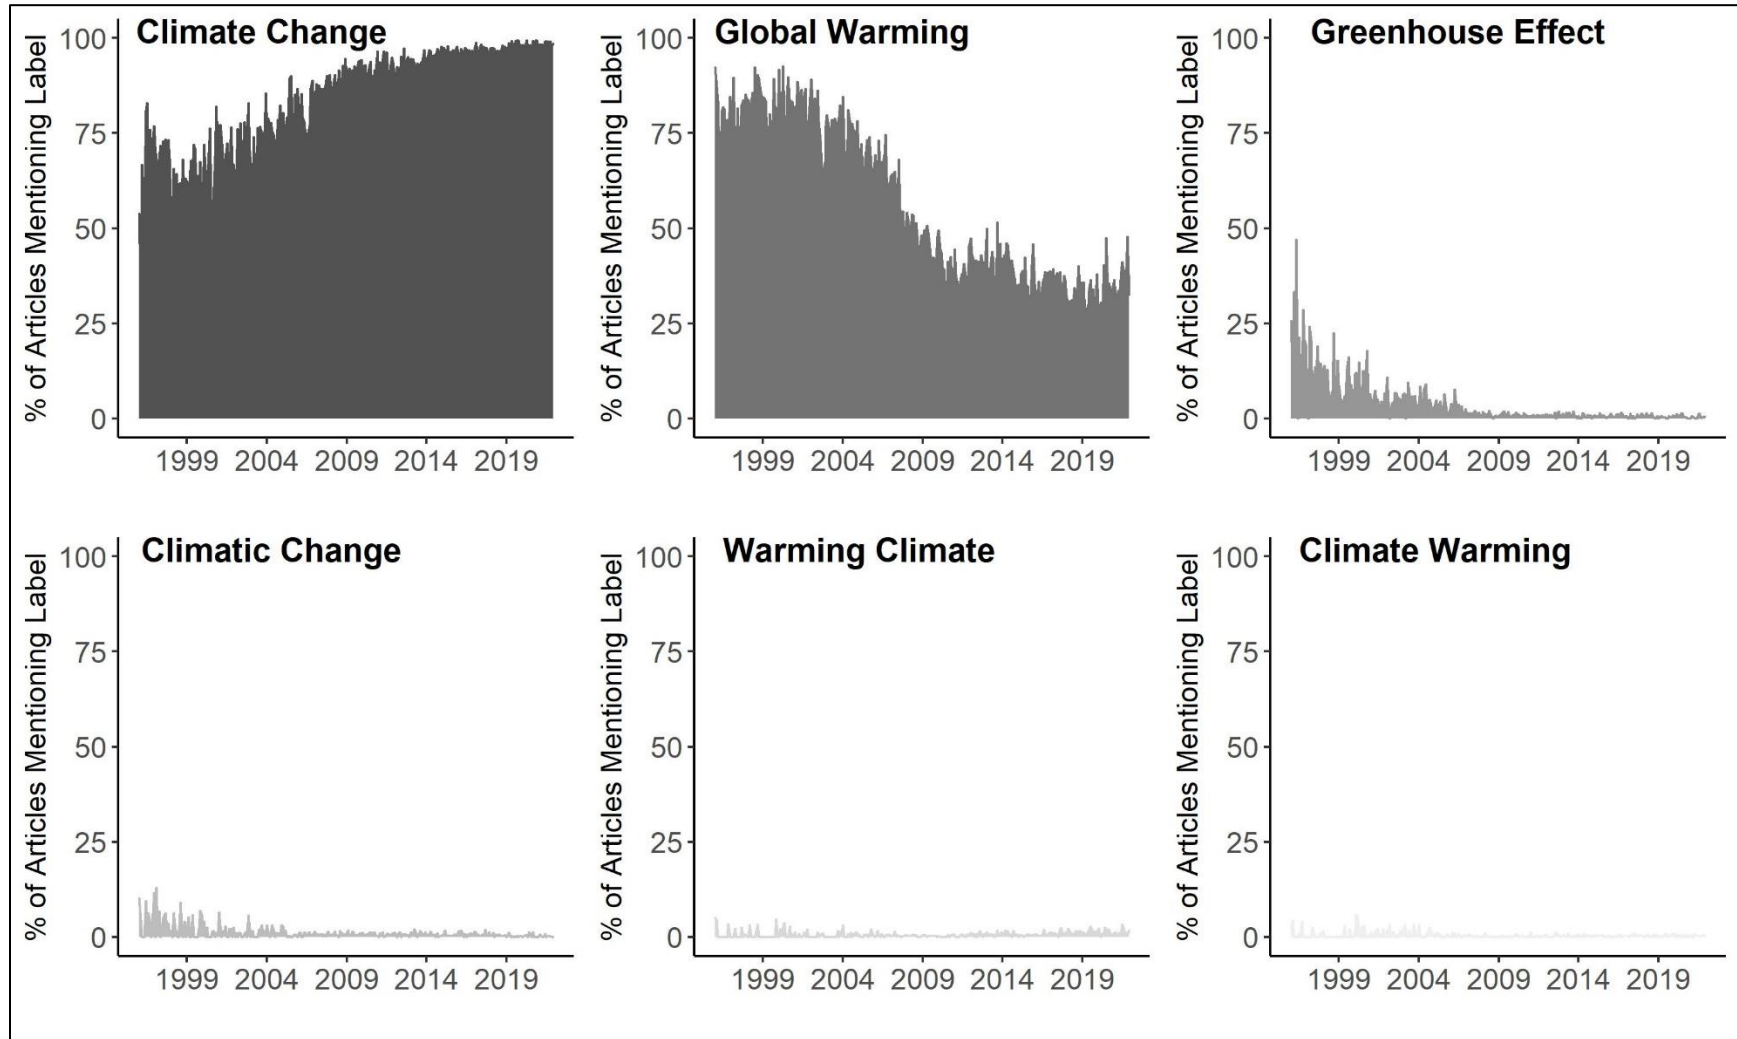 Climate Change
% of Articles Mentioning Label
100
75
50
25
0
1999 2004 2009 2014 2019
Global Warming
% of Articles Mentioning Label
100
75
50
25
0
1999 2004 2009 2014 2019
Greenhouse Effect
% of Articles Mentioning Label
100
75
50
25
0
1999 2004 2009 2014 2019
Climatic Change
% of Articles Mentioning Label
100
75
50
25
0
1999 2004 2009 2014 2019
Warming Climate
% of Articles Mentioning Label
100
75
50
25
0
1999 2004 2009 2014 2019
Climate Warming
% of Articles Mentioning Label
100
75
50
25
0
1999 2004 2009 2014 2019